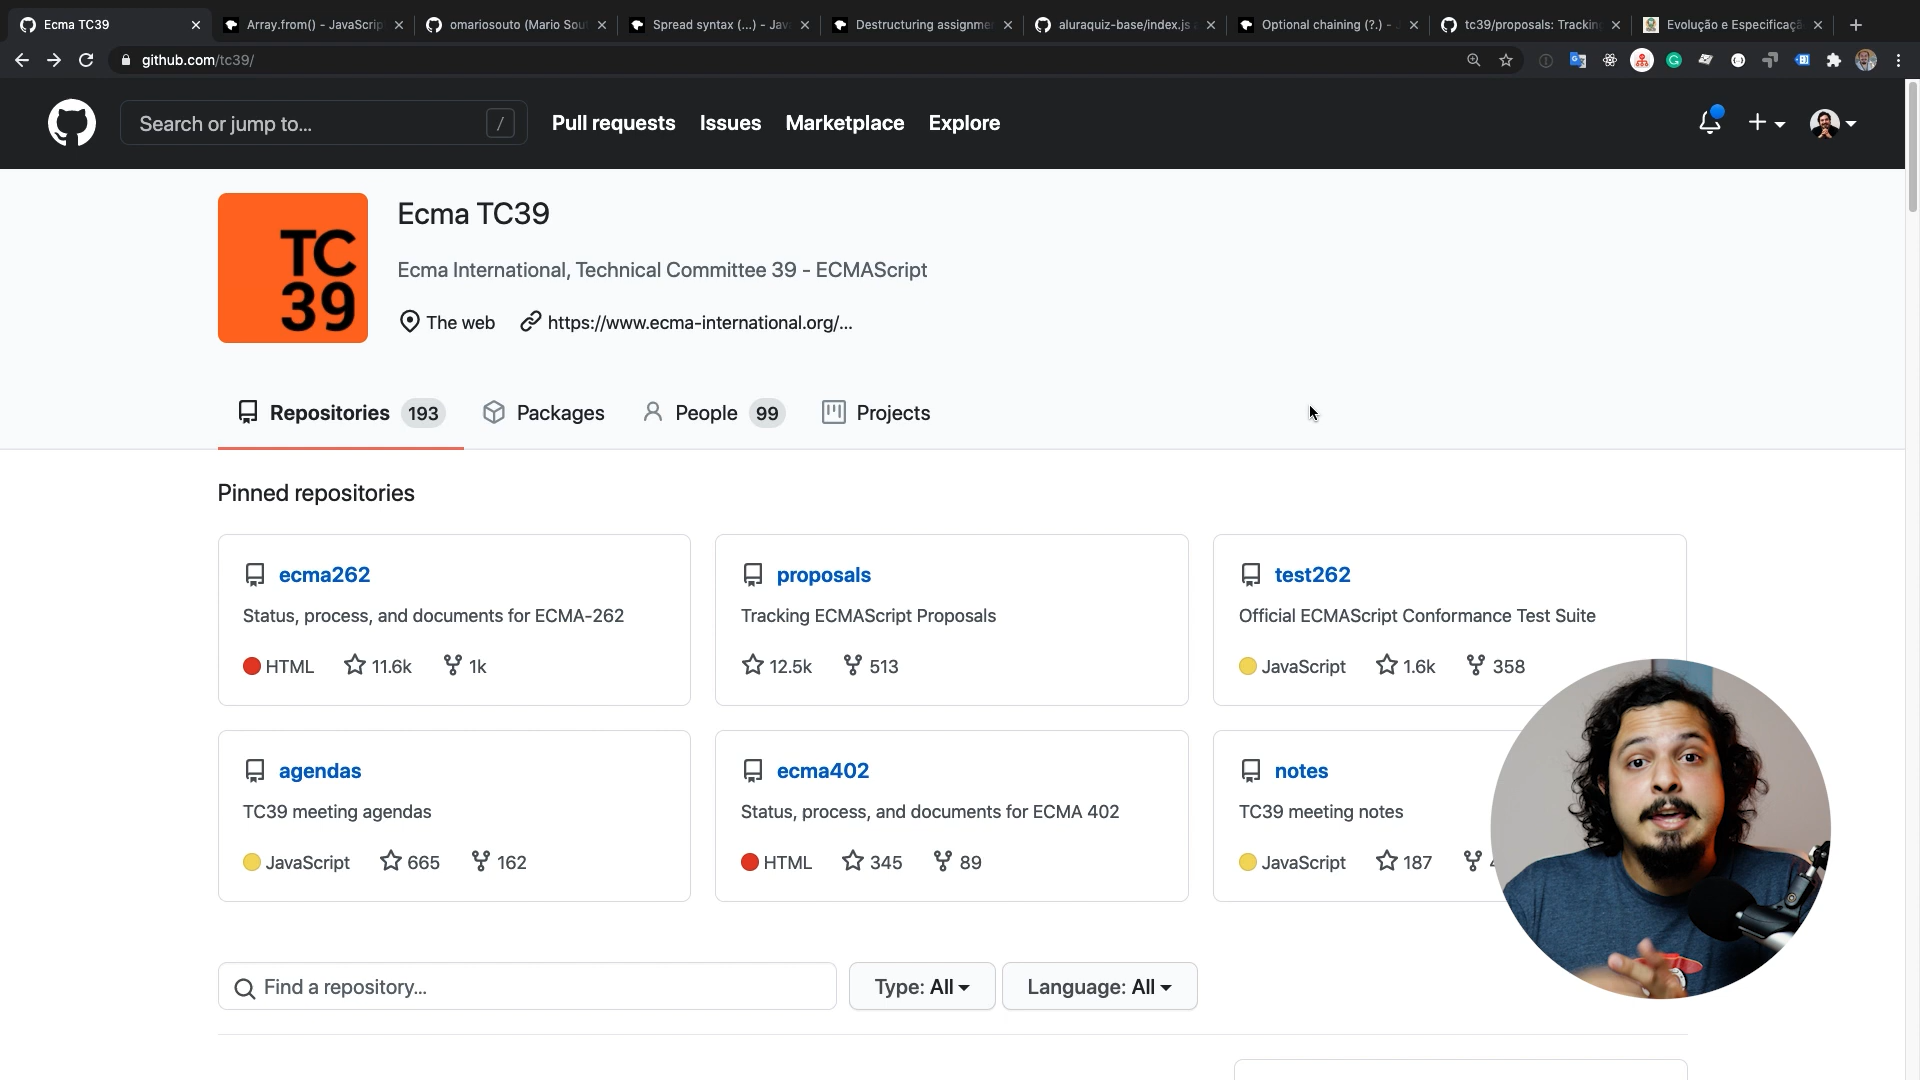 Ecma TC39
Array.from() - JavaScrip
omariosouto (Mario Sou
Spread syntax (...) - Jav
Destructuring assignme
aluraquiz-base/index.js
Optional chaining (?.) -
tc39/proposals: Trackin
Evolução e Especificaçã
github.com/tc39/
Search or jump to...
/
Pull requests
Issues
Marketplace
Explore
TC
39
Ecma TC39
Ecma International, Technical Committee 39 - ECMAScript
The web
https://www.ecma-international.org/...
Repositories 193
Packages
People 99
Projects
Pinned repositories
ecma262
Status, process, and documents for ECMA-262
HTML 11.6k 1k
proposals
Tracking ECMAScript Proposals
12.5k 513
test262
Official ECMAScript Conformance Test Suite
JavaScript 1.6k 358
agendas
TC39 meeting agendas
JavaScript 665 162
ecma402
Status, process, and documents for ECMA 402
HTML 345 89
notes
TC39 meeting notes
JavaScript 187
Find a repository...
Type: All
Language: All